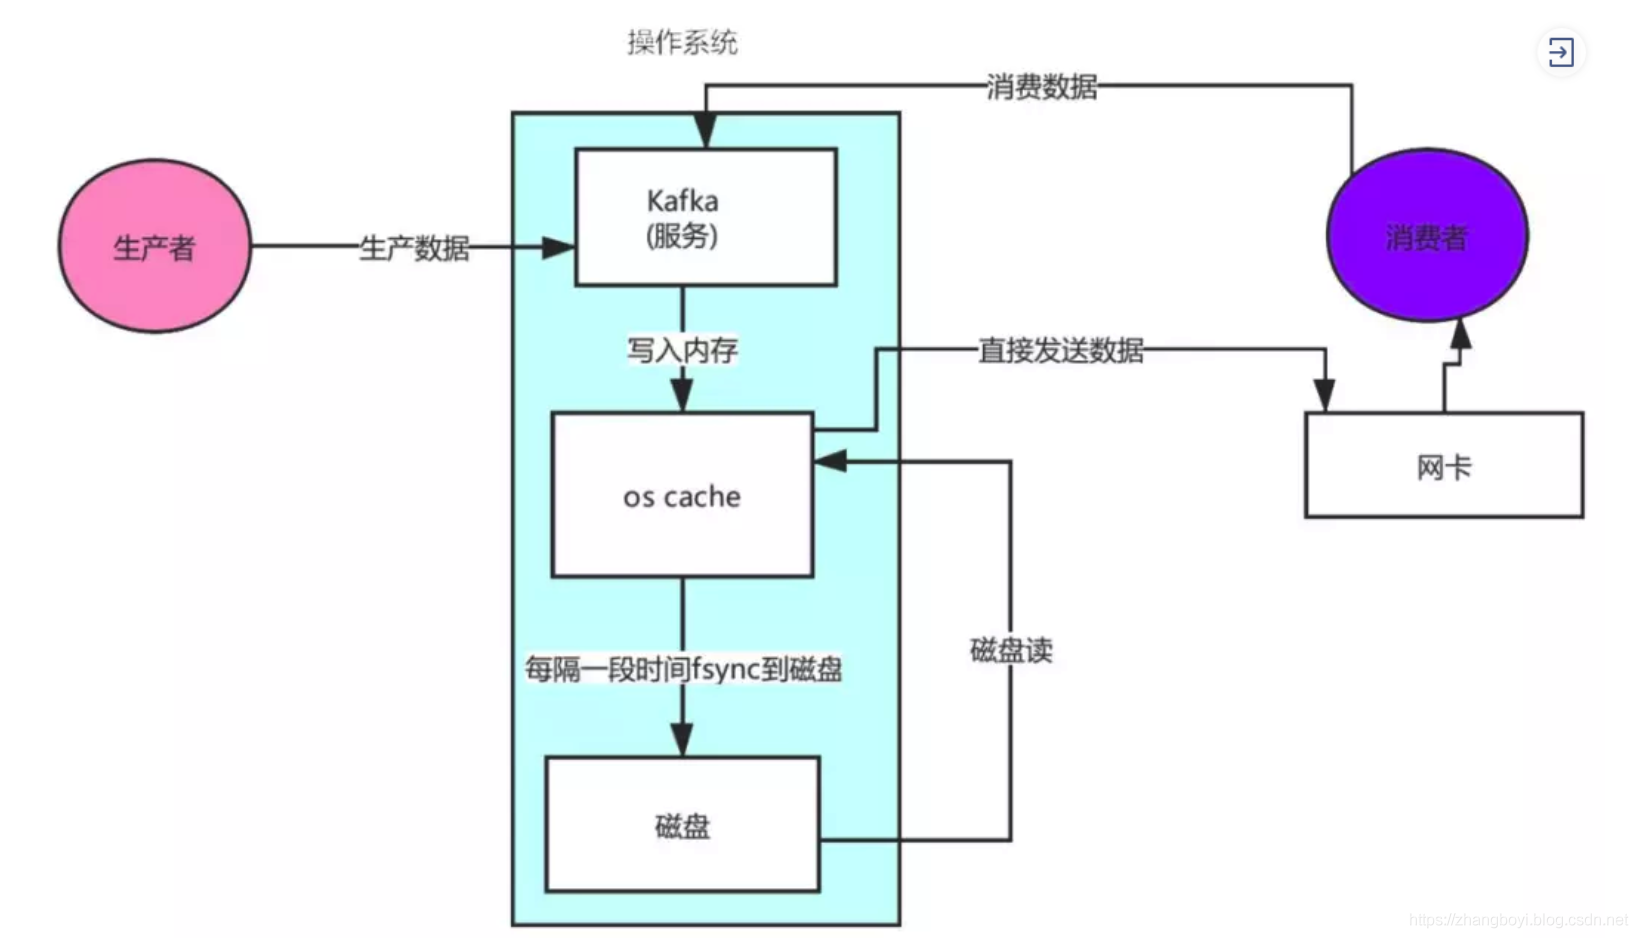 操作系统
消费数据
Kafka
(服务)
生产者
生产数据
消费者
写入内存
直接发送数据
网卡
os cache
磁盘读
每隔一段时间fsync到磁盘
磁盘
https://zhangboyi.blog.csdn.net